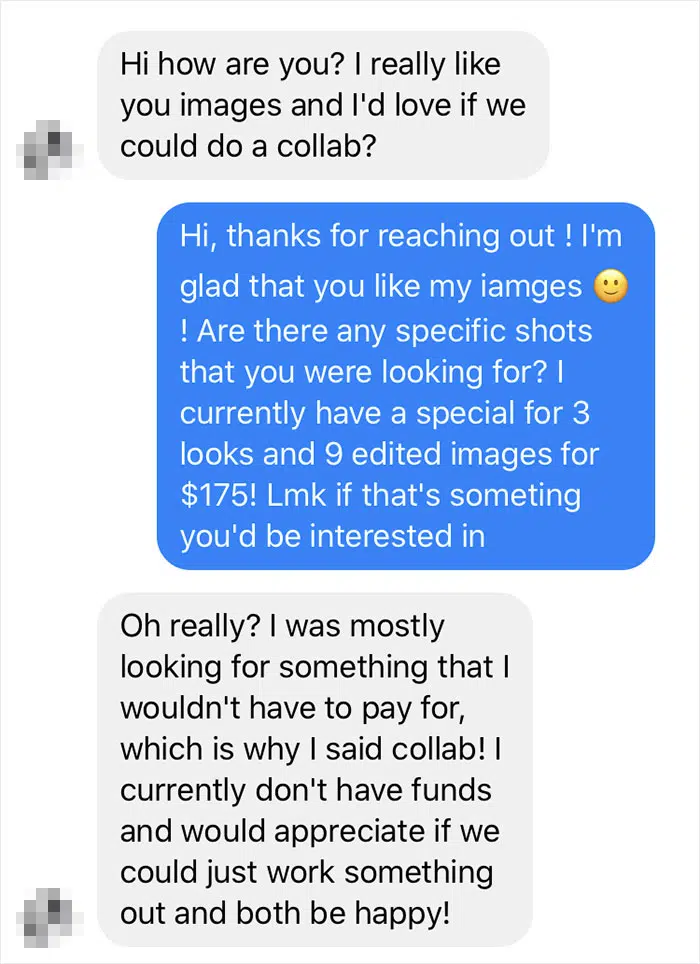 Hi how are you? I really like
you images and I'd love if we
could do a collab?
Hi, thanks for reaching out ! I'm
glad that you like my iamges 🙂
! Are there any specific shots
that you were looking for? I
currently have a special for 3
looks and 9 edited images for
$175! Lmk if that's someting
you'd be interested in
Oh really? I was mostly
looking for something that I
wouldn't have to pay for,
which is why I said collab! I
currently don't have funds
and would appreciate if we
could just work something
out and both be happy!